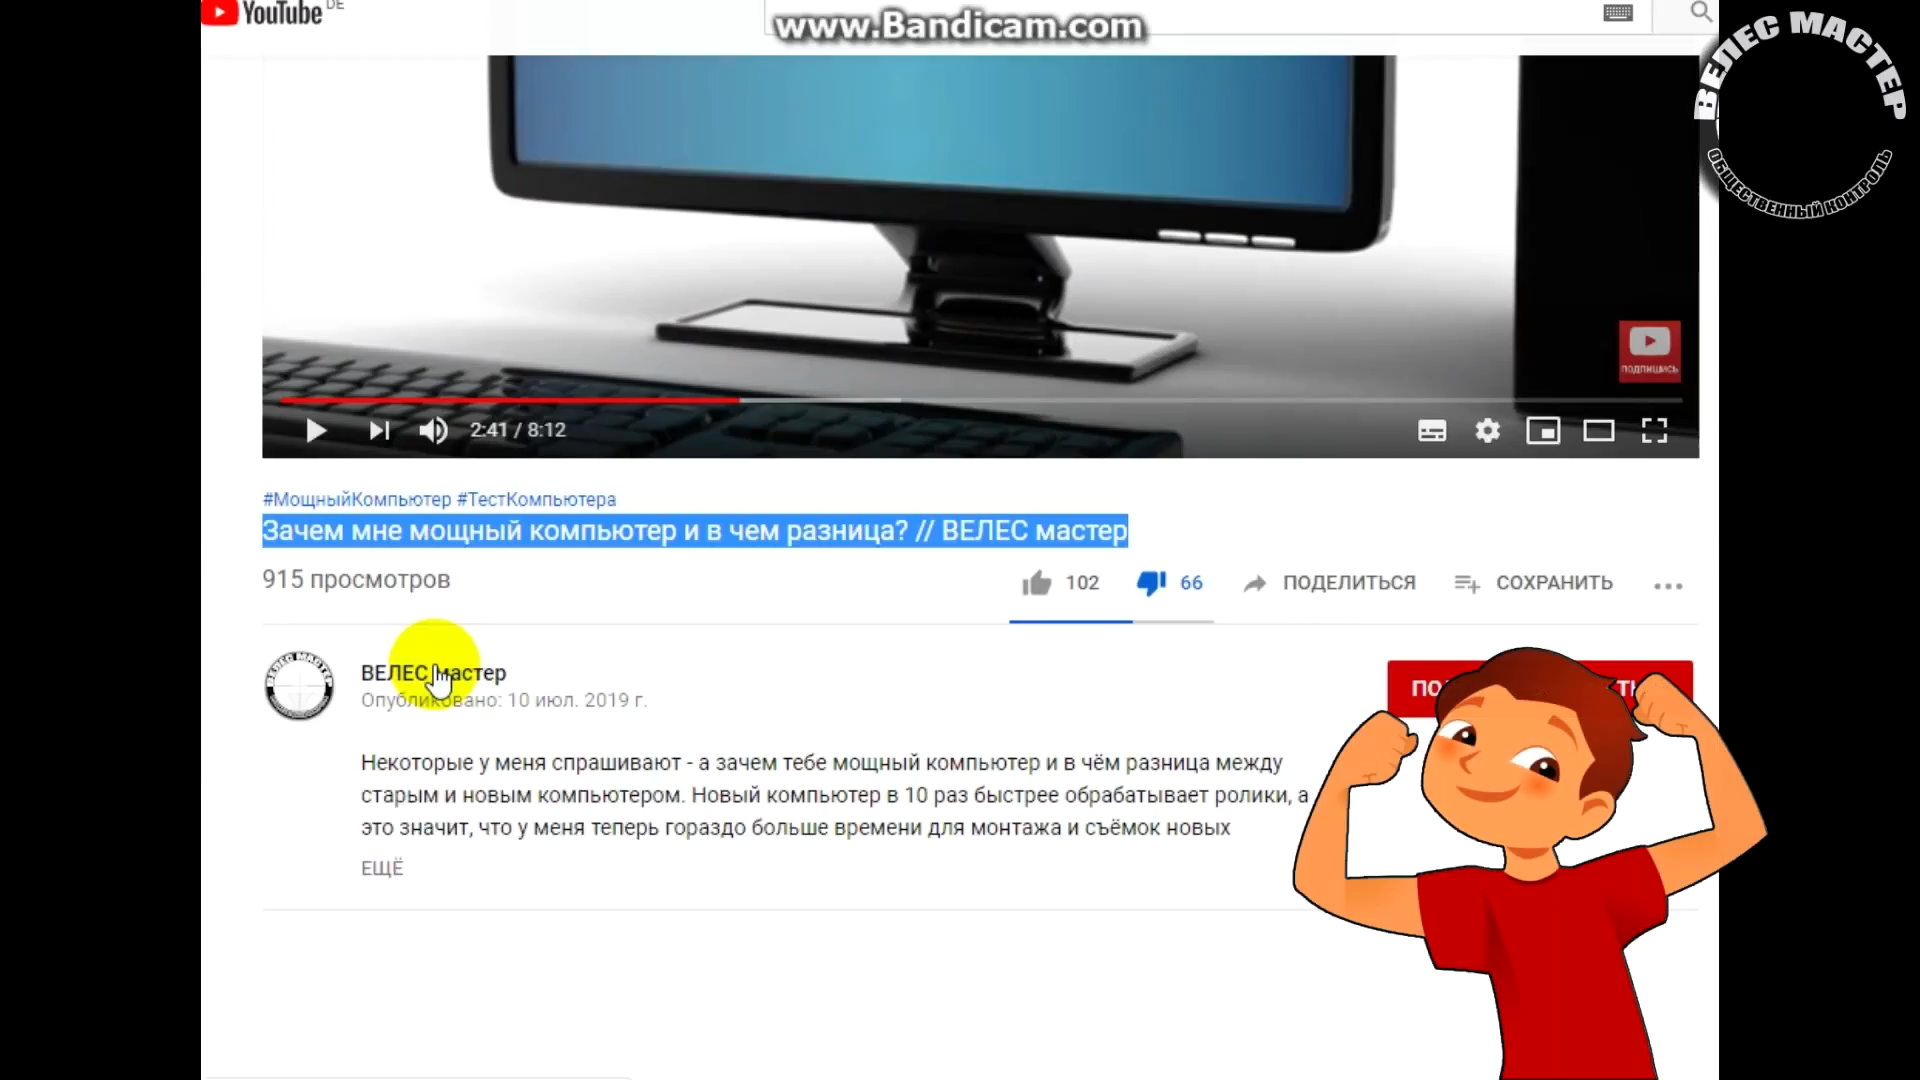 YouTube DE
www.Bandicam.com
ВЕЛЕС МАСТЕР
ОБЩЕСТВЕННЫЙ КОНТРОЛЬ
ПОДПИШИСЬ
2:41 / 8:12
#МощныйКомпьютер #ТестКомпьютера
Зачем мне мощный компьютер и в чем разница? // ВЕЛЕС мастер
915 просмотров
102
66
ПОДЕЛИТЬСЯ
СОХРАНИТЬ
ВЕЛЕС МАСТЕР
ВЕЛЕС мастер
Опубликовано: 10 июл. 2019 г.
Некоторые у меня спрашивают - а зачем тебе мощный компьютер и в чём разница между
старым и новым компьютером. Новый компьютер в 10 раз быстрее обрабатывает ролики, а
это значит, что у меня теперь гораздо больше времени для монтажа и съёмок новых
ЕЩЁ